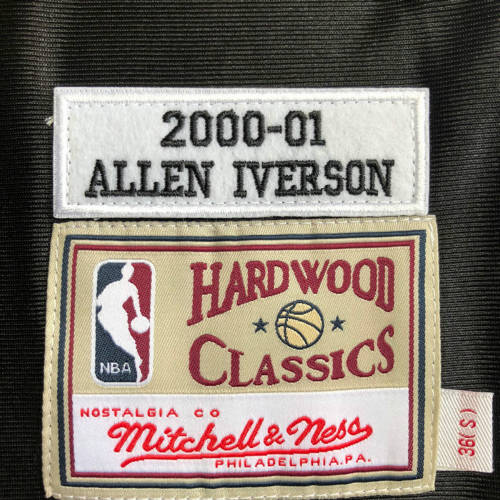 2000-01
ALLEN IVERSON
NBA
HARDWOOD
CLASSICS
NOSTALGIA CO
Mitchell & Ness
PHILADELPHIA, PA.
36(S)